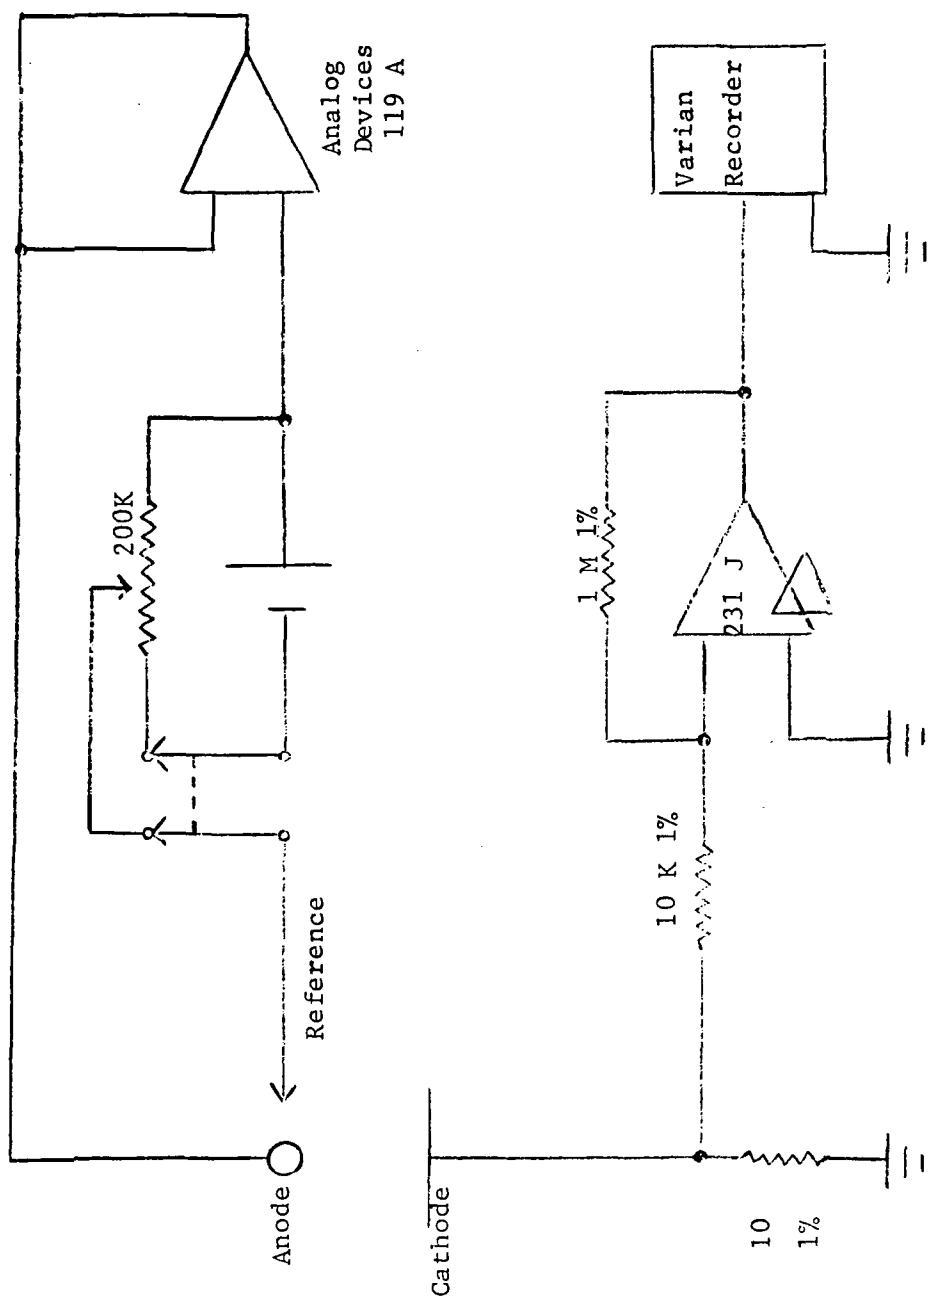 Analog
Devices
119 A
200K
Reference
Anode
Cathode
Varian
Recorder
1 M 1%
231 J
10 K 1%
10
1%